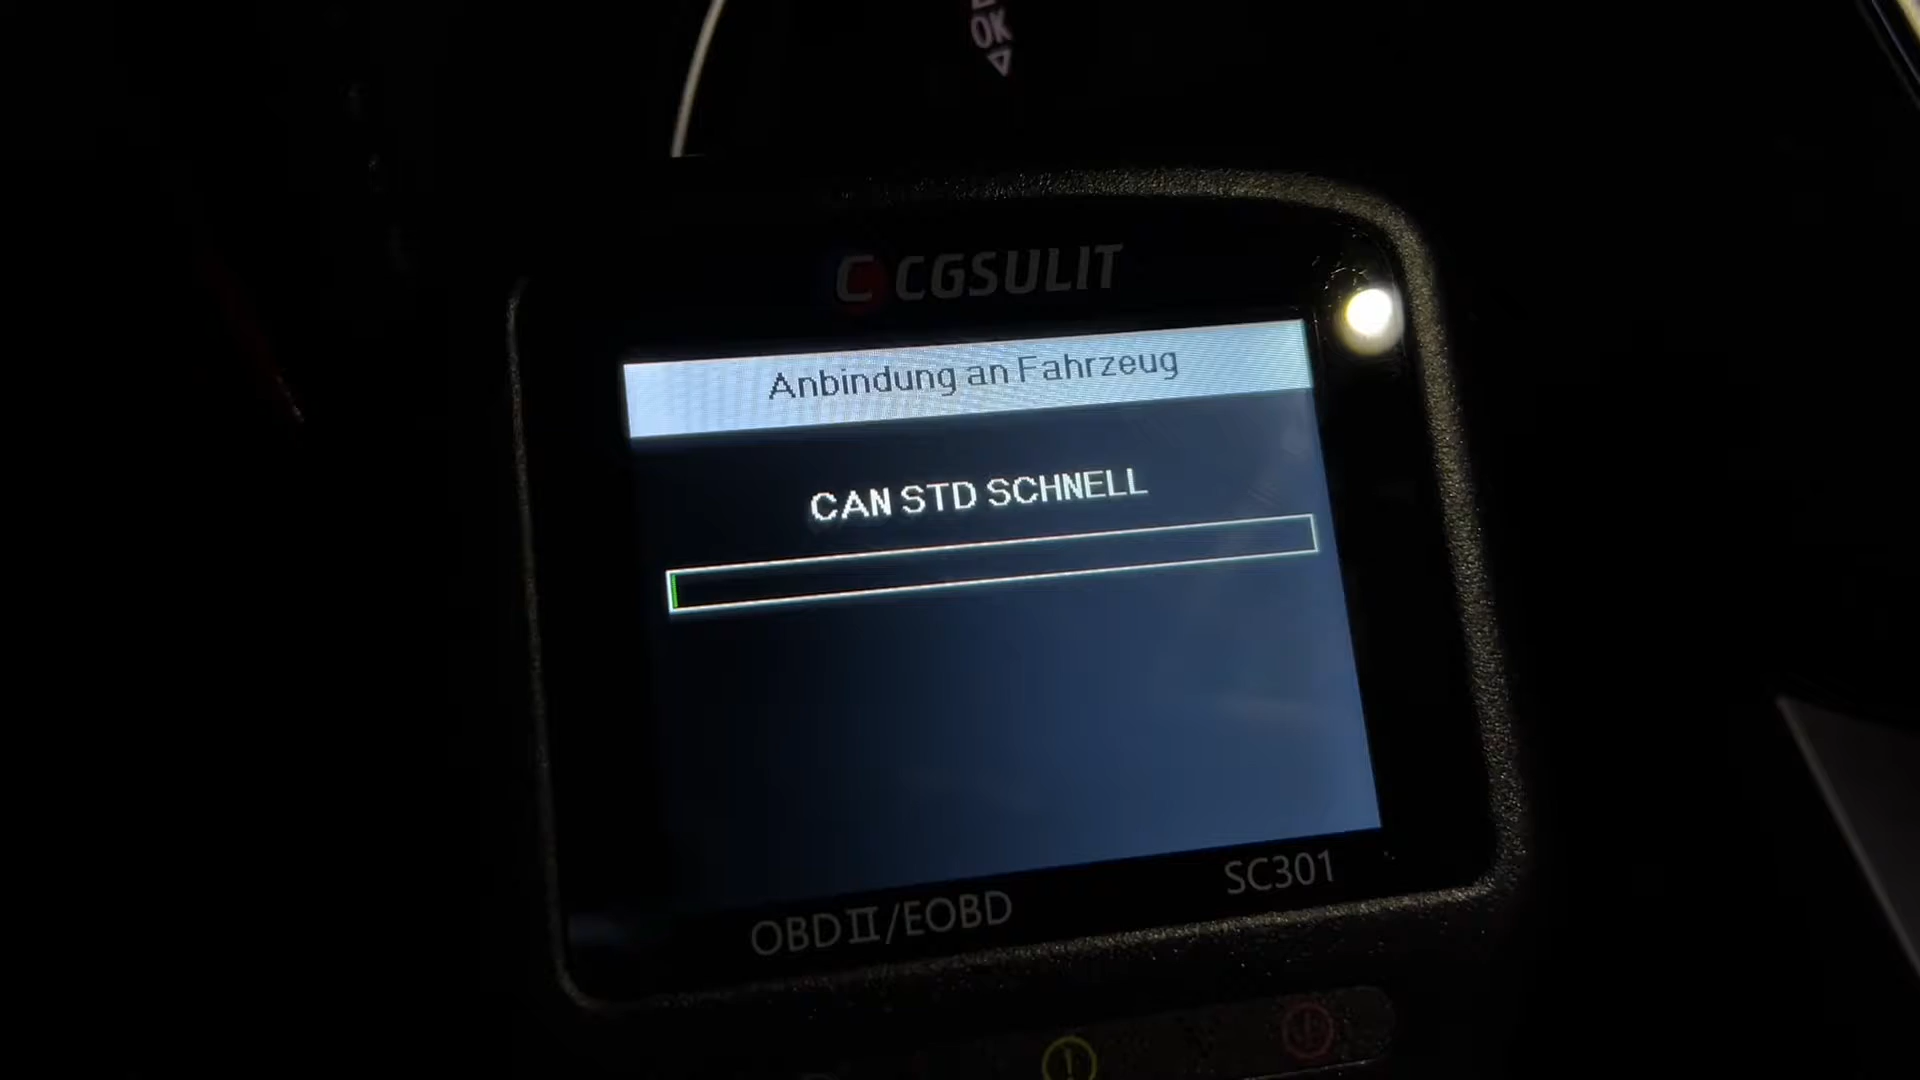 OK
CGSULIT
Anbindung an Fahrzeug
CAN STD SCHNELL
OBDII/EOBD
SC301